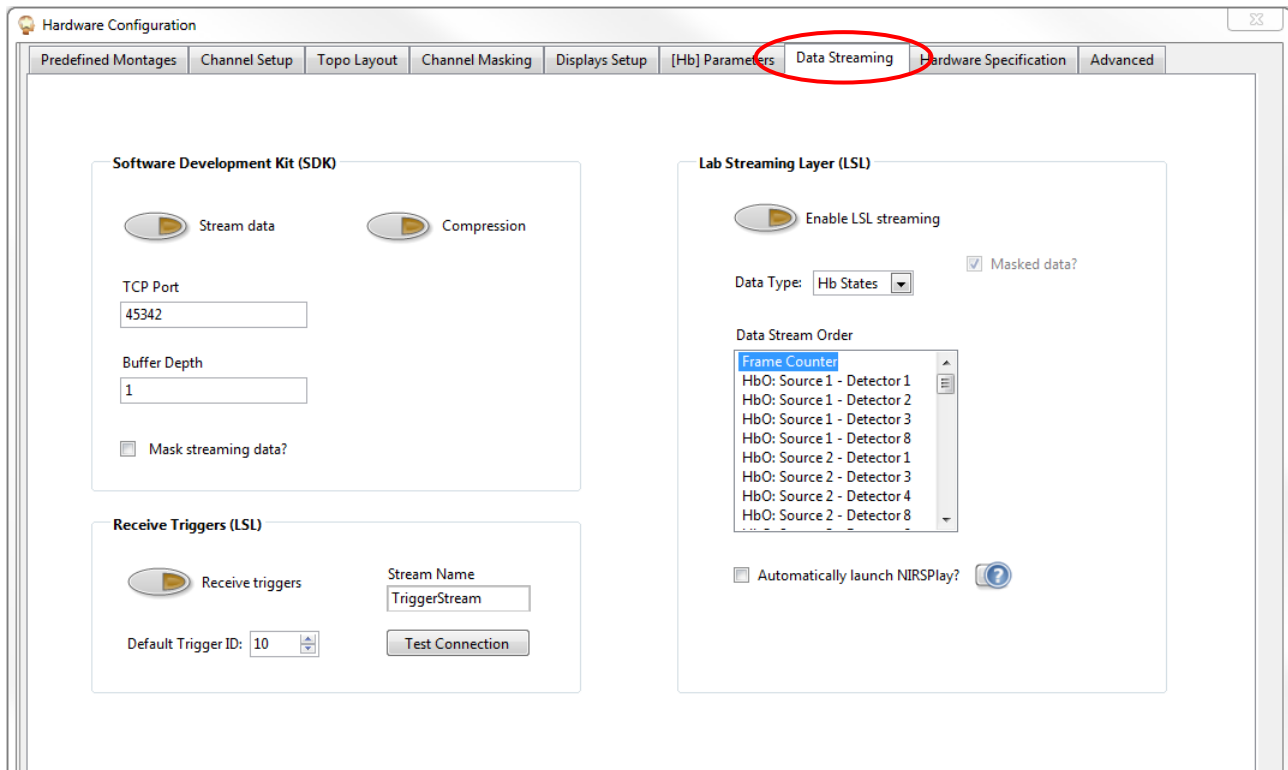 Hardware Configuration
Predefined Montages Channel Setup Topo Layout Channel Masking Displays Setup [Hb] Parameters Data Streaming Hardware Specification Advanced
Software Development Kit (SDK)
Stream data Compression
TCP Port
45342
Buffer Depth
1
Mask streaming data?
Receive Triggers (LSL)
Receive triggers
Stream Name
TriggerStream
Default Trigger ID: 10
Test Connection
Lab Streaming Layer (LSL)
Enable LSL streaming
Masked data?
Data Type: Hb States
Data Stream Order
Frame Counter
HbO: Source 1 - Detector 1
HbO: Source 1 - Detector 2
HbO: Source 1 - Detector 3
HbO: Source 1 - Detector 8
HbO: Source 2 - Detector 1
HbO: Source 2 - Detector 3
HbO: Source 2 - Detector 4
HbO: Source 2 - Detector 8
Automatically launch NIRSPlay? ?